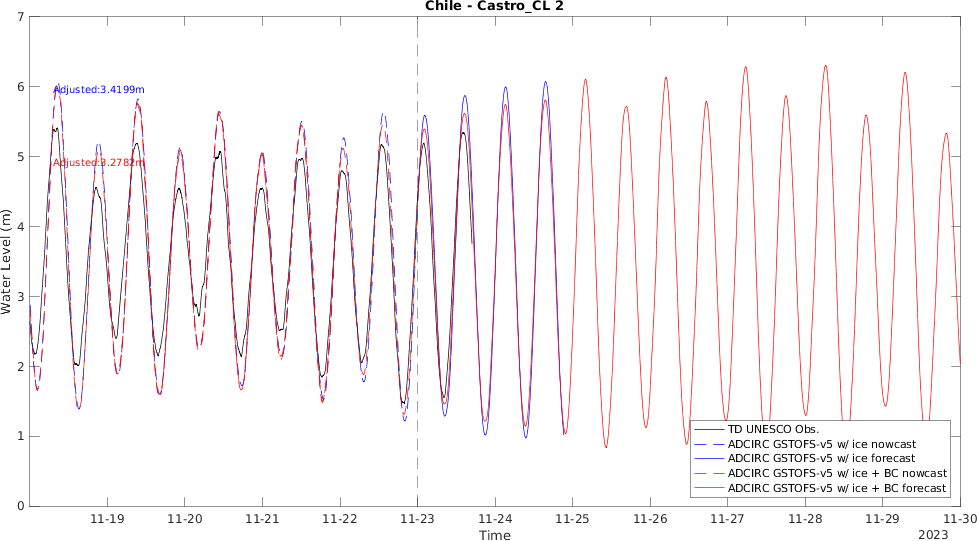 Chile - Castro_CL 2
Water Level (m)
7
6
5
4
3
2
1
0
Adjusted:3.4199m
Adjusted:3.2782m
TD UNESCO Obs.
ADCIRC GSTOFS-v5 w/ ice nowcast
ADCIRC GSTOFS-v5 w/ ice forecast
ADCIRC GSTOFS-v5 w/ ice + BC nowcast
ADCIRC GSTOFS-v5 w/ ice + BC forecast
11-19 11-20 11-21 11-22 11-23 11-24 11-25 11-26 11-27 11-28 11-29 11-30
Time
2023